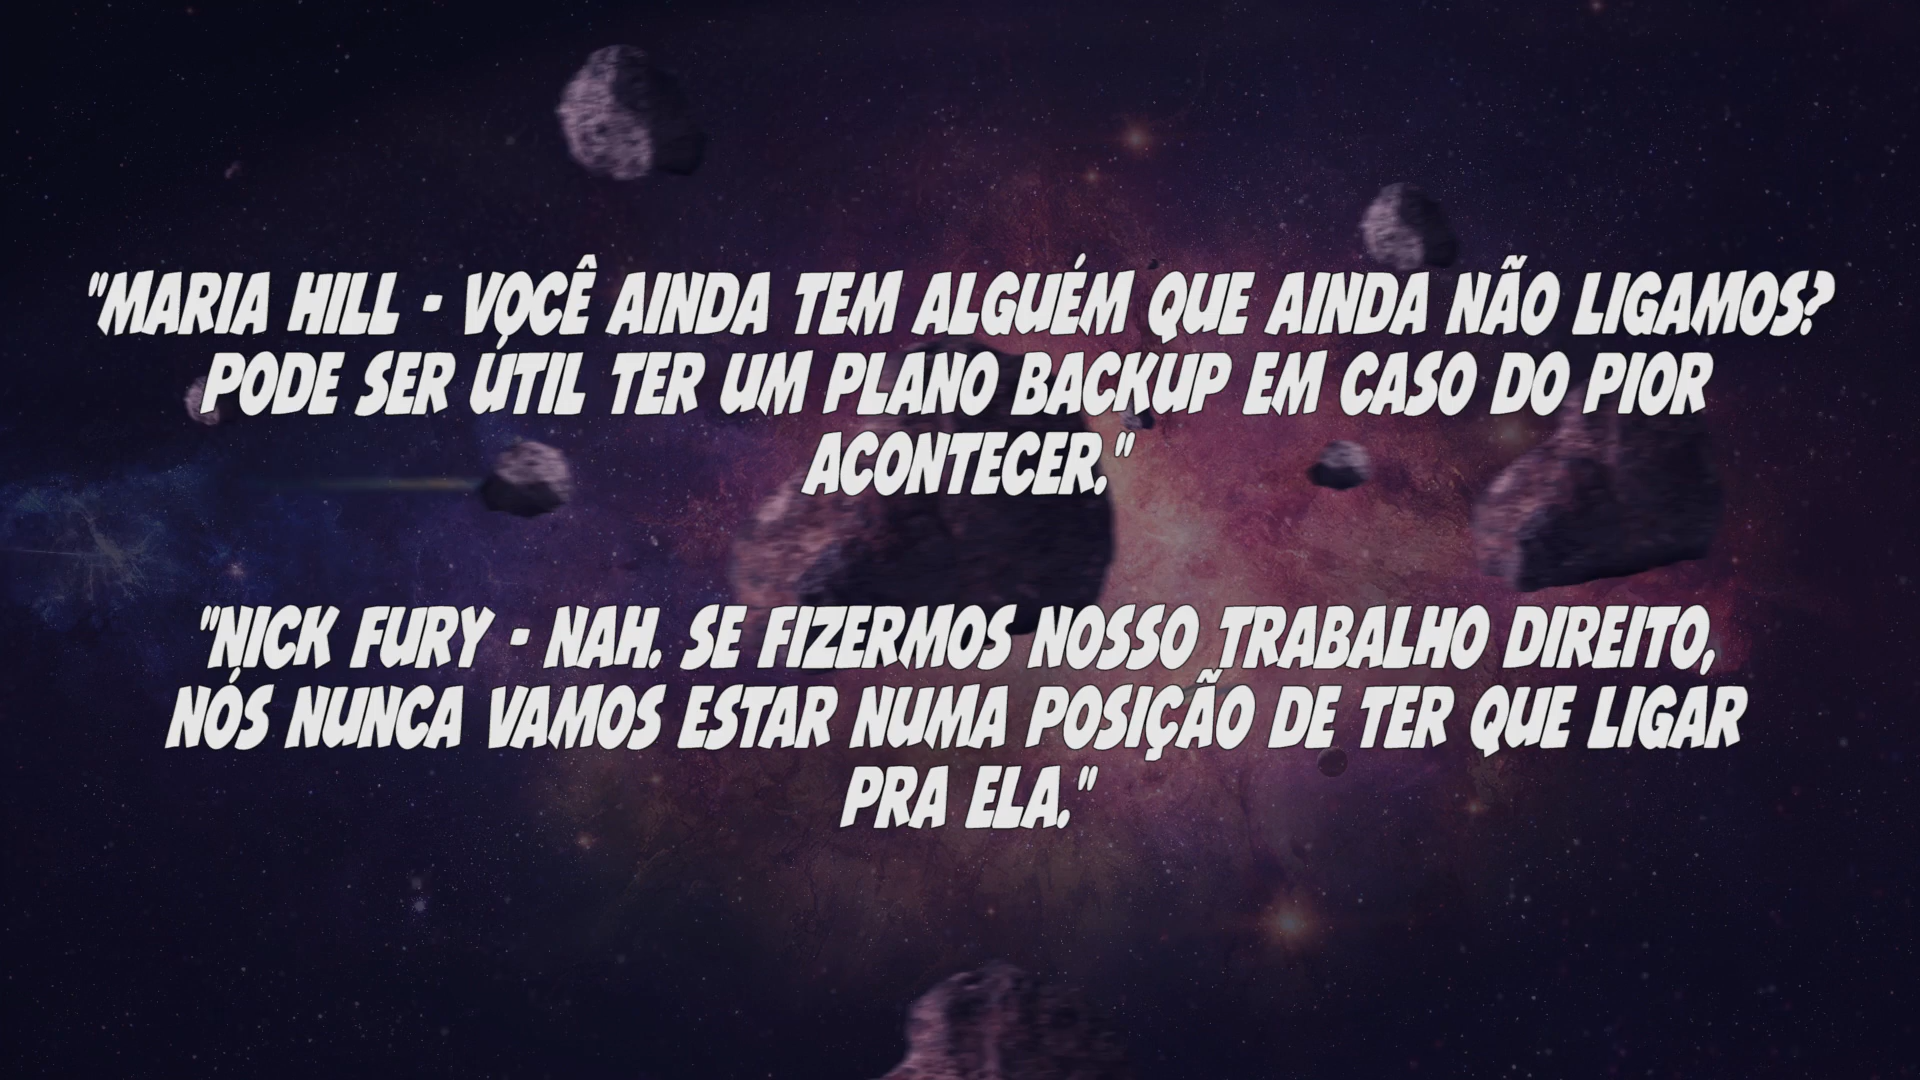 "MARIA HILL - VOCÊ AINDA TEM ALGUÉM QUE AINDA NÃO LIGAMOS?
PODE SER ÚTIL TER UM PLANO BACKUP EM CASO DO PIOR
ACONTECER."
"NICK FURY - NAH. SE FIZERMOS NOSSO TRABALHO DIREITO,
NÓS NUNCA VAMOS ESTAR NUMA POSIÇÃO DE TER QUE LIGAR
PRA ELA."